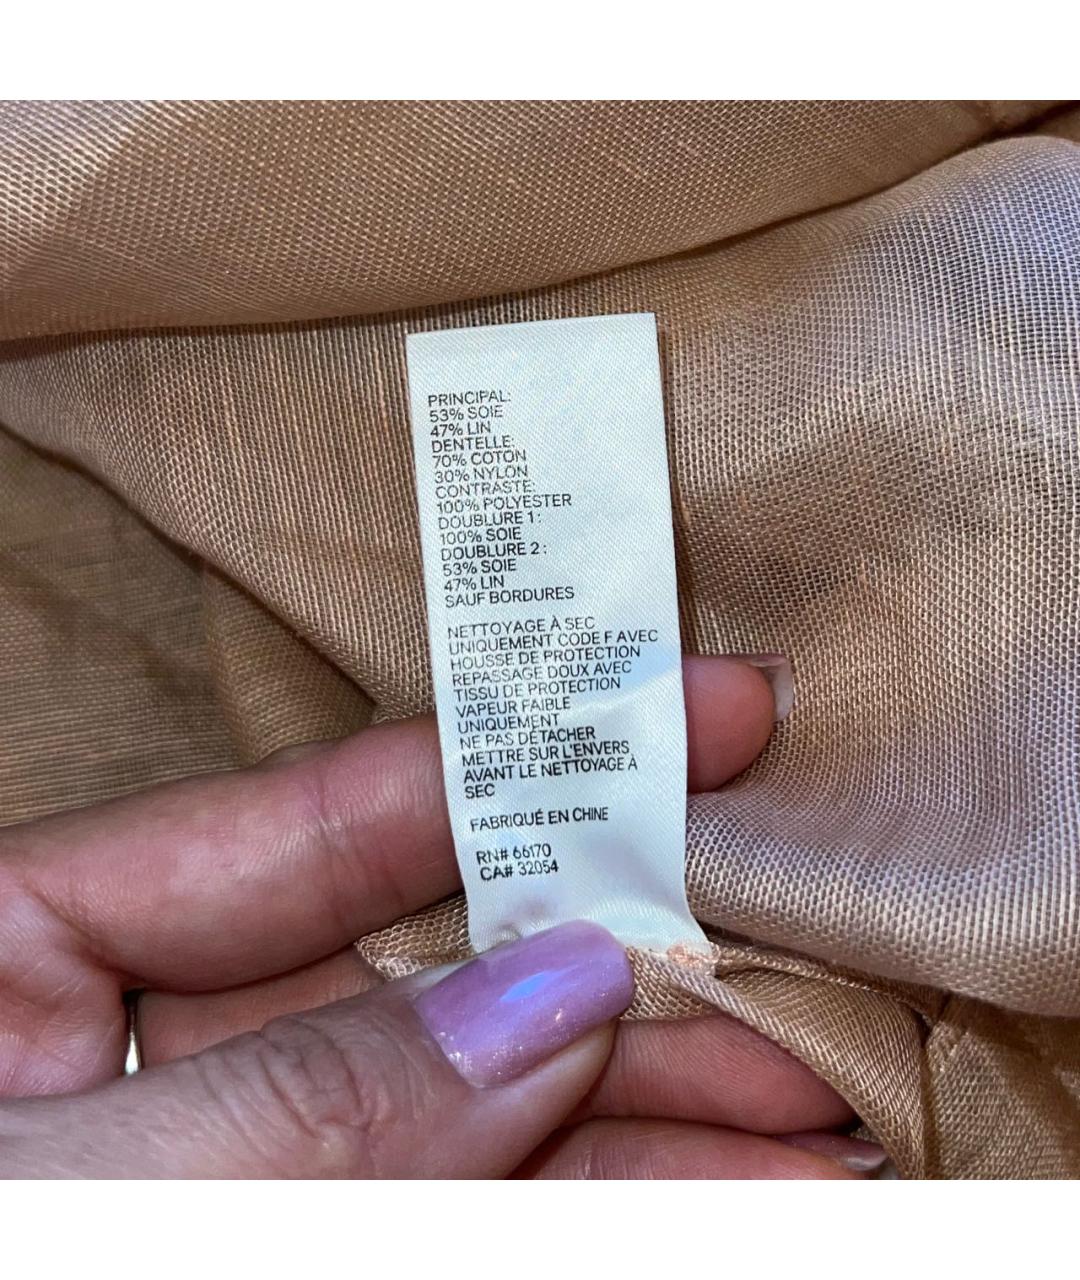 PRINCIPAL:
53% SOIE
47% LIN
DENTELLE:
70% COTON
30% NYLON
CONTRASTE:
100% POLYESTER
DOUBLURE 1:
100% SOIE
DOUBLURE 2:
53% SOIE
47% LIN
SAUF BORDURES
NETTOYAGE À SEC
UNIQUEMENT CODE F AVEC
HOUSSE DE PROTECTION
REPASSAGE DOUX AVEC
TISSU DE PROTECTION
VAPEUR FAIBLE
UNIQUEMENT
NE PAS DÉTACHER
METTRE SUR L'ENVERS
AVANT LE NETTOYAGE À
SEC
FABRIQUÉ EN CHINE
RN# 66170
CA# 32054